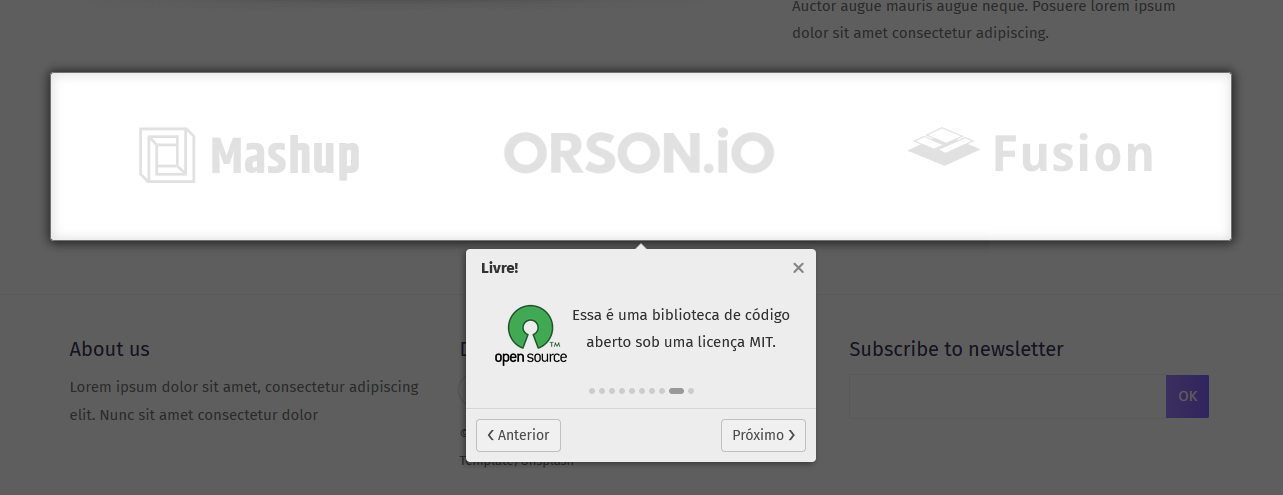 Auctor augue mauris augue neque. Posuere lorem ipsum
dolor sit amet consectetur adipiscing.
Mashup
ORSON.iO
Fusion
Livre!
Essa é uma biblioteca de código
aberto sob uma licença MIT.
open source
TM
Anterior
Próximo
About us
Lorem ipsum dolor sit amet, consectetur adipiscing
elit. Nunc sit amet consectetur dolor
Template, Unsplash
Subscribe to newsletter
OK